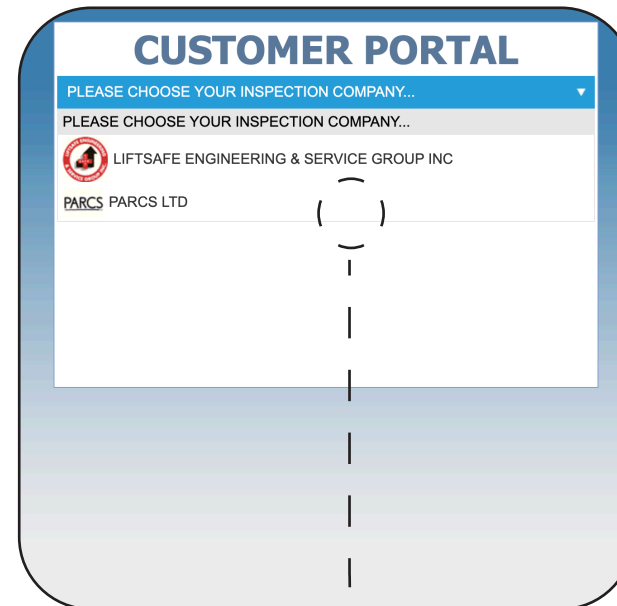 CUSTOMER PORTAL
PLEASE CHOOSE YOUR INSPECTION COMPANY...
PLEASE CHOOSE YOUR INSPECTION COMPANY...
LIFTSAFE ENGINEERING & SERVICE GROUP INC
PARCS PARCS LTD